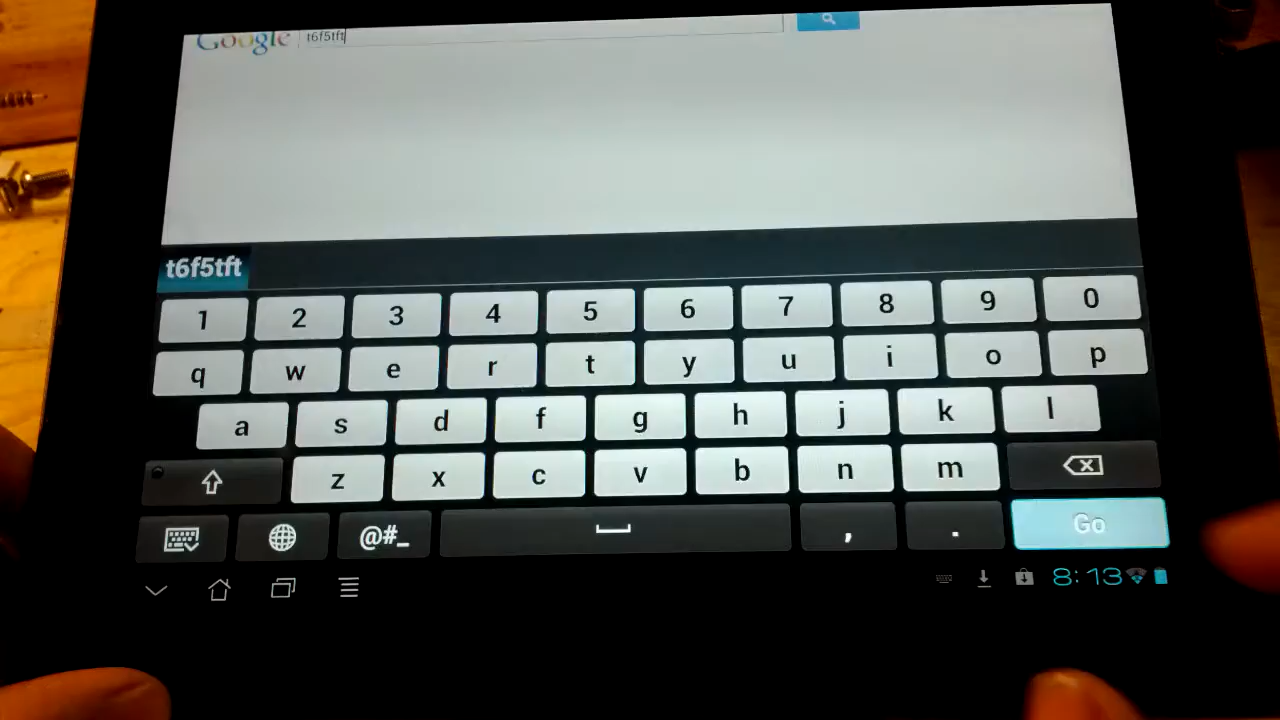 Google t6f5tft
t6f5tft
1 2 3 4 5 6 7 8 9 0
q w e r t y u i o p
a s d f g h j k l
z x c v b n m
@#_ , . Go
8:13